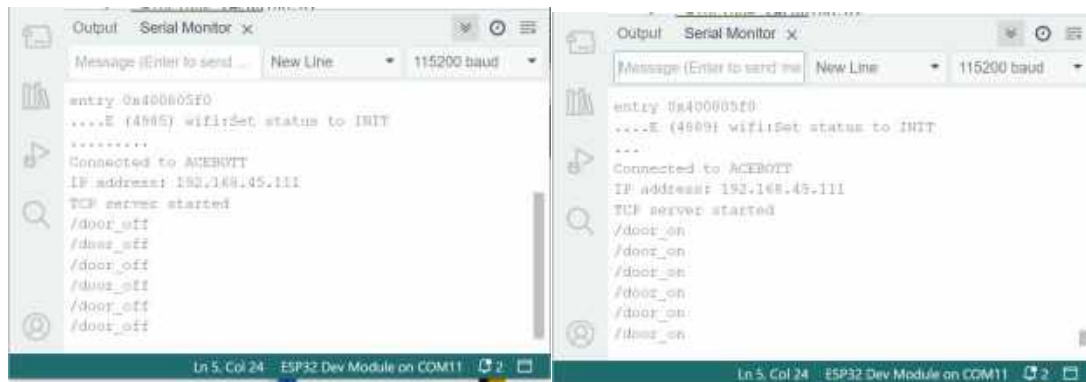 Output Serial Monitor x
Message (Enter to send ... New Line 115200 baud
entry 0x400805f0
....E (4985) wifi:Set status to INIT
.........
Connected to ACEBOTT
IP address: 192.168.45.111
TCP server started
/door_off
/door_off
/door_off
/door_off
/door_off
/door_off
Ln 5, Col 24 ESP32 Dev Module on COM11 2
Output Serial Monitor x
Message (Enter to send me New Line 115200 baud
entry 0x400805f0
....E (4989) wifi:Set status to INIT
...
Connected to ACEBOTT
IP address: 192.168.45.111
TCP server started
/door_on
/door_on
/door_on
/door_on
/door_on
/door_on
Ln 5, Col 24 ESP32 Dev Module on COM11 2